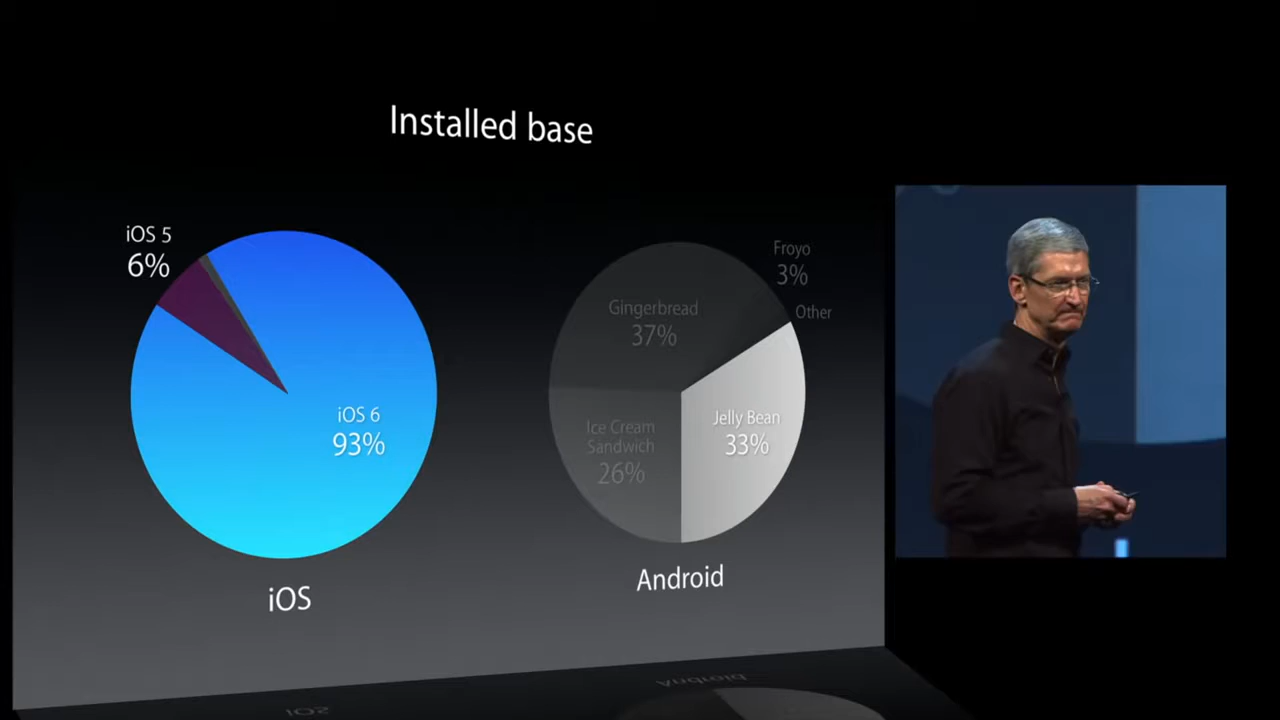 Installed base
iOS 5
6%
iOS 6
93%
iOS
Froyo
3%
Other
Gingerbread
37%
Jelly Bean
33%
Ice Cream
Sandwich
26%
Android